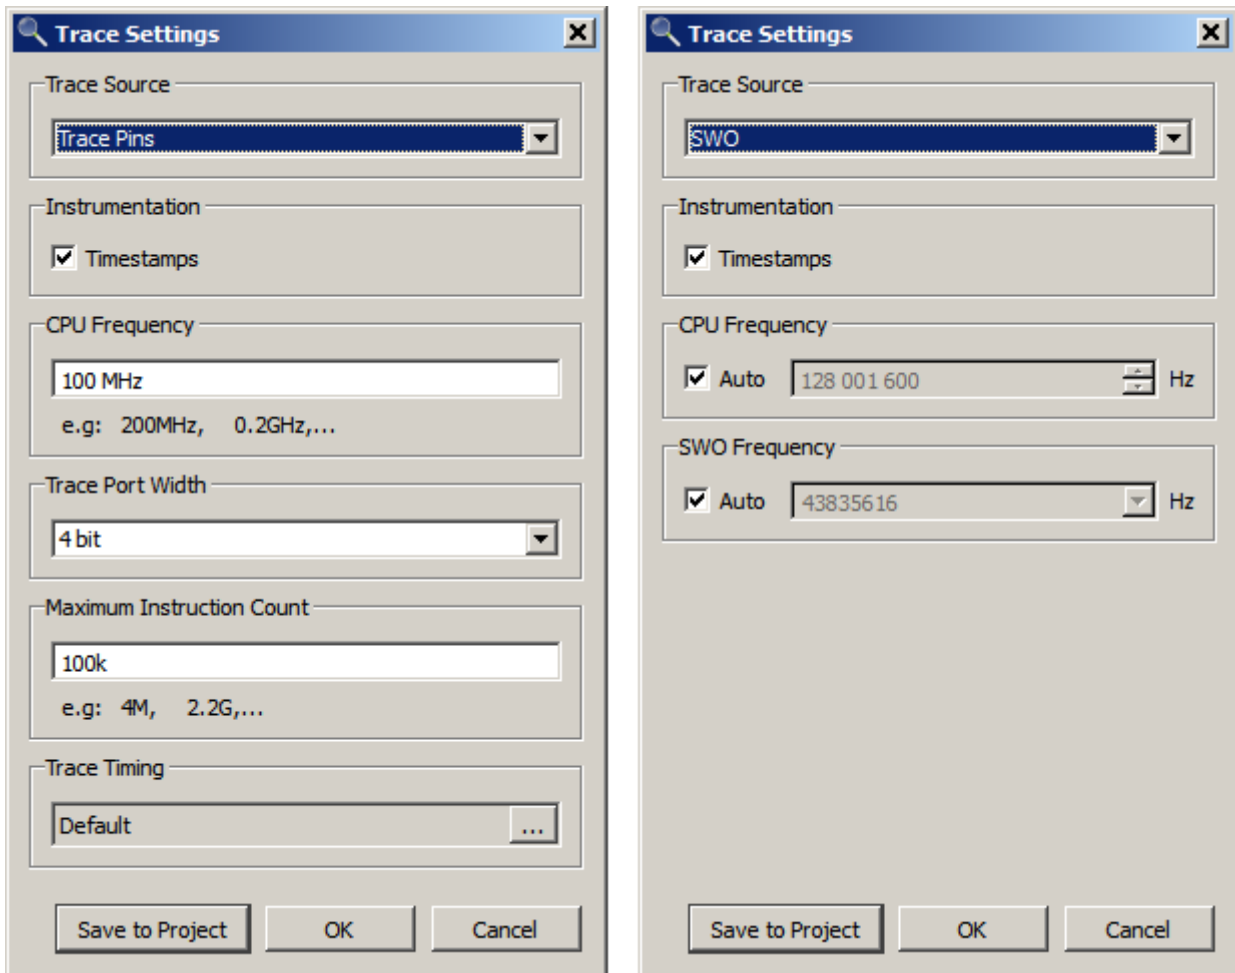 Trace Settings
Trace Source
Trace Pins
Instrumentation
Timestamps
CPU Frequency
100 MHz
e.g: 200MHz, 0.2GHz,...
Trace Port Width
4 bit
Maximum Instruction Count
100k
e.g: 4M, 2.2G,...
Trace Timing
Default
...
Save to Project OK Cancel
Trace Settings
Trace Source
SWO
Instrumentation
Timestamps
CPU Frequency
Auto 128 001 600 Hz
SWO Frequency
Auto 43835616 Hz
Save to Project OK Cancel